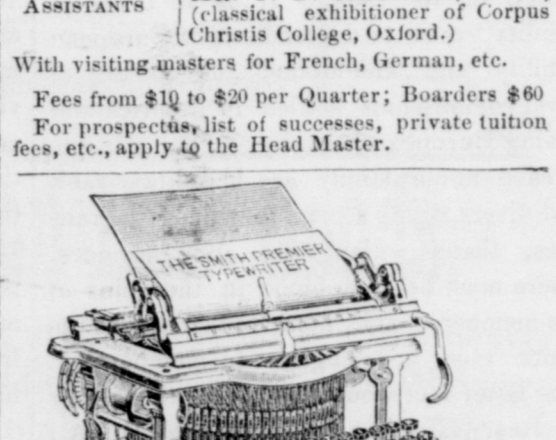 ASSISTANTS
(classical exhibitioner of Corpus
Christis College, Oxford.)
With visiting masters for French, German, etc.
Fees from $10 to $20 per Quarter; Boarders $60
For prospectus, list of successes, private tuition
fees, etc., apply to the Head Master.
THE SMITH PREMIER
TYPEWRITER